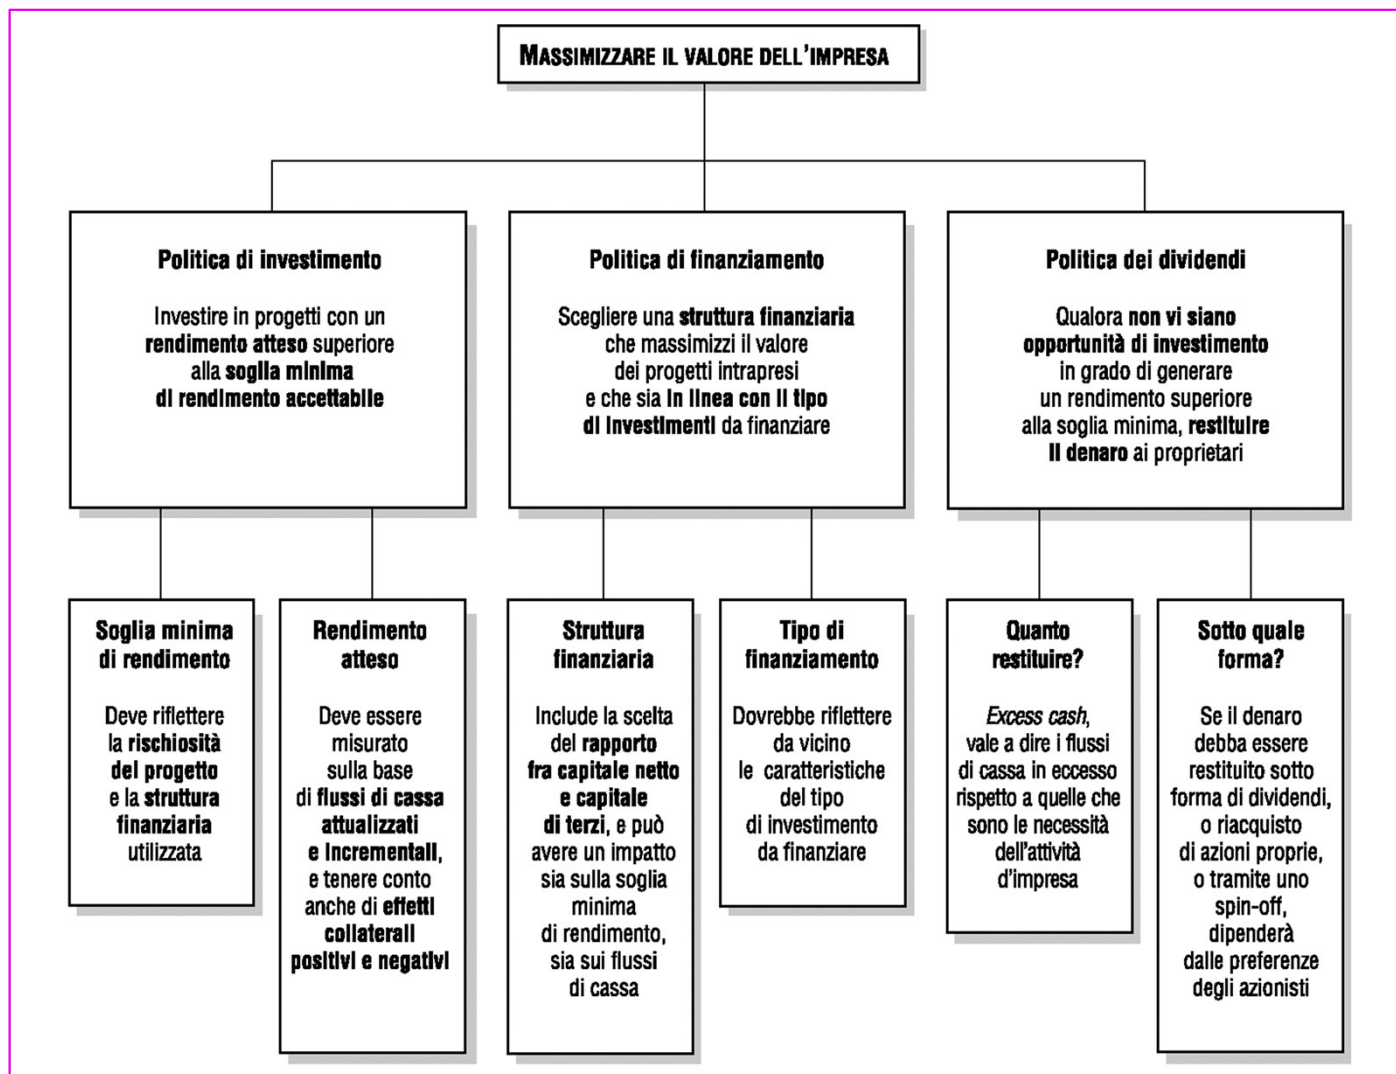 MASSIMIZZARE IL VALORE DELL'IMPRESA
Politica di investimento
Investire in progetti con un
rendimento atteso superiore
alla soglia minima
di rendimento accettabile
Politica di finanziamento
Scegliere una struttura finanziaria
che massimizzi il valore
dei progetti intrapresi
e che sia in linea con il tipo
di investimenti da finanziare
Politica dei dividendi
Qualora non vi siano
opportunità di investimento
in grado di generare
un rendimento superiore
alla soglia minima, restituire
il denaro ai proprietari
Soglia minima
di rendimento
Deve riflettere
la rischiosità
del progetto
e la struttura
finanziaria
utilizzata
Rendimento
atteso
Deve essere
misurato
sulla base
di flussi di cassa
attualizzati
e incrementali,
e tenere conto
anche di effetti
collaterali
positivi e negativi
Struttura
finanziaria
Include la scelta
del rapporto
fra capitale netto
e capitale
di terzi, e può
avere un impatto
sia sulla soglia
minima
di rendimento,
sia sui flussi
di cassa
Tipo di
finanziamento
Dovrebbe riflettere
da vicino
le caratteristiche
del tipo
di investimento
da finanziare
Quanto
restituire?
Excess cash,
vale a dire i flussi
di cassa in eccesso
rispetto a quelle che
sono le necessità
dell'attività
d'impresa
Sotto quale
forma?
Se il denaro
debba essere
restituito sotto
forma di dividendi,
o riacquisto
di azioni proprie,
o tramite uno
spin-off,
dipenderà
dalle preferenze
degli azionisti